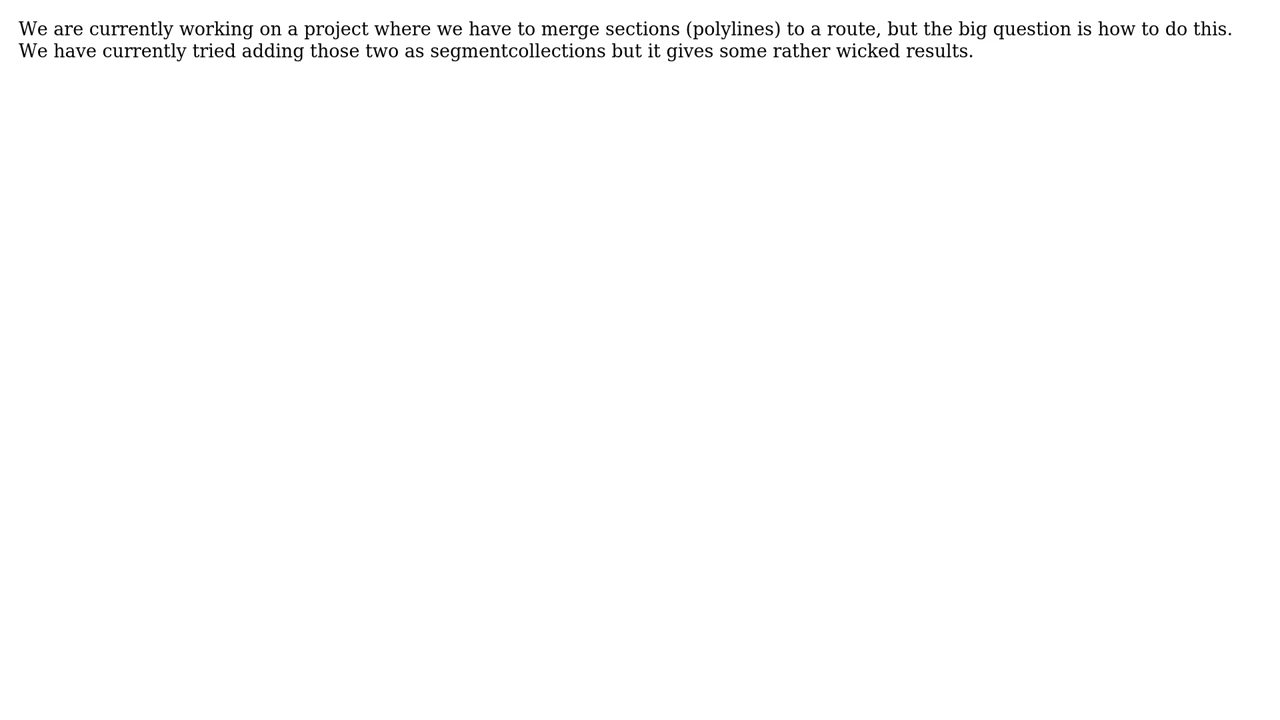 We are currently working on a project where we have to merge sections (polylines) to a route, but the big question is how to do this.
We have currently tried adding those two as segmentcollections but it gives some rather wicked results.